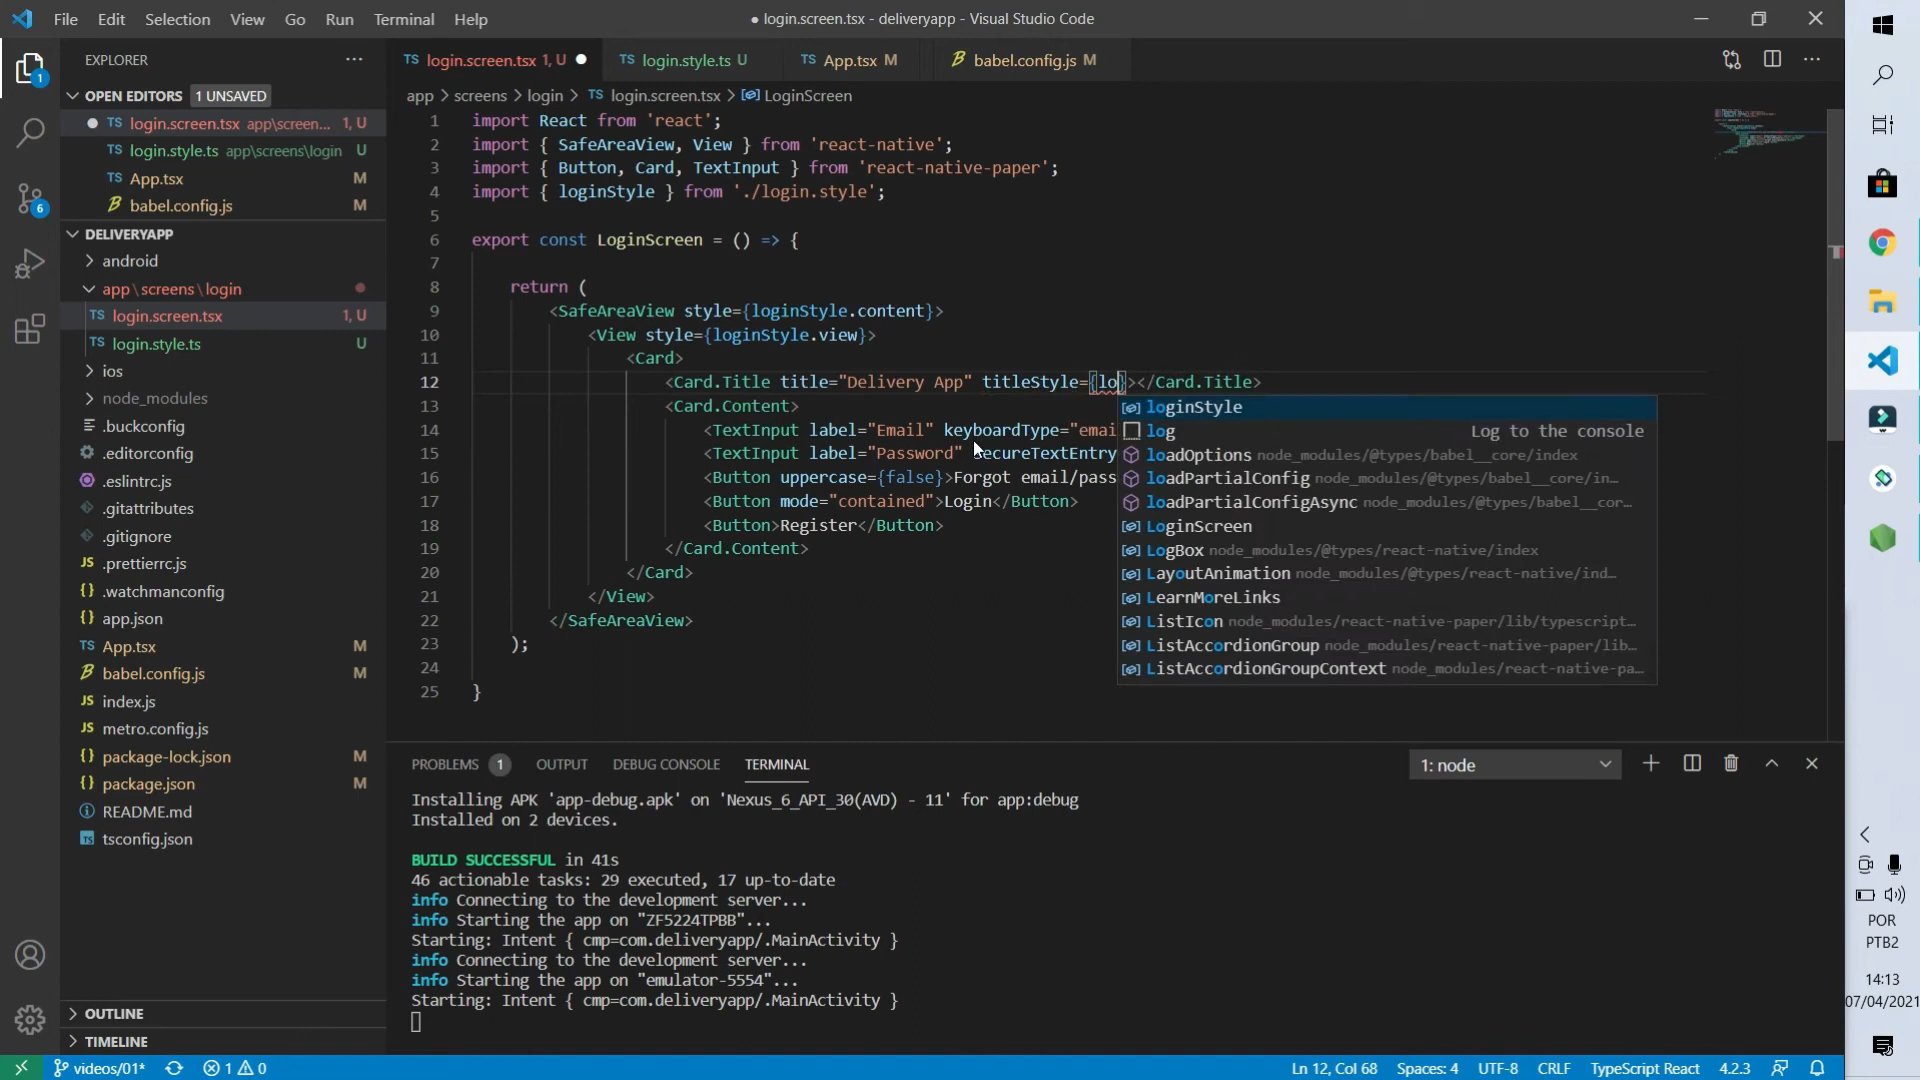 File Edit Selection View Go Run Terminal Help
● login.screen.tsx - deliveryapp - Visual Studio Code
EXPLORER
OPEN EDITORS 1 UNSAVED
TS login.screen.tsx app\screen... 1, U
TS login.style.ts app\screens\login U
TS App.tsx M
babel.config.js M
DELIVERYAPP
android
app\screens\login
TS login.screen.tsx 1, U
TS login.style.ts U
ios
node_modules
.buckconfig
.editorconfig
.eslintrc.js
.gitattributes
.gitignore
JS .prettierrc.js
{} .watchmanconfig
{} app.json
TS App.tsx M
babel.config.js M
JS index.js
JS metro.config.js
{} package-lock.json M
{} package.json M
README.md
TS tsconfig.json
OUTLINE
TIMELINE
1
6
TS login.screen.tsx 1, U ● TS login.style.ts U TS App.tsx M babel.config.js M
app > screens > login > TS login.screen.tsx > LoginScreen
1 import React from 'react';
2 import { SafeAreaView, View } from 'react-native';
3 import { Button, Card, TextInput } from 'react-native-paper';
4 import { loginStyle } from './login.style';
5
6 export const LoginScreen = () => {
7
8 return (
9 <SafeAreaView style={loginStyle.content}>
10 <View style={loginStyle.view}>
11 <Card>
12 <Card.Title title="Delivery App" titleStyle={lo}></Card.Title>
13 <Card.Content>
14 <TextInput label="Email" keyboardType="emai
15 <TextInput label="Password" secureTextEntry
16 <Button uppercase={false}>Forgot email/pass
17 <Button mode="contained">Login</Button>
18 <Button>Register</Button>
19 </Card.Content>
20 </Card>
21 </View>
22 </SafeAreaView>
23 );
24
25 }
loginStyle
log Log to the console
loadOptions node_modules/@types/babel__core/index
loadPartialConfig node_modules/@types/babel__core/in…
loadPartialConfigAsync node_modules/@types/babel__cor…
LoginScreen
LogBox node_modules/@types/react-native/index
LayoutAnimation node_modules/@types/react-native/ind…
LearnMoreLinks
ListIcon node_modules/react-native-paper/lib/typescript…
ListAccordionGroup node_modules/react-native-paper/lib…
ListAccordionGroupContext node_modules/react-native-pa…
PROBLEMS 1 OUTPUT DEBUG CONSOLE TERMINAL 1: node
Installing APK 'app-debug.apk' on 'Nexus_6_API_30(AVD) - 11' for app:debug
Installed on 2 devices.
BUILD SUCCESSFUL in 41s
46 actionable tasks: 29 executed, 17 up-to-date
info Connecting to the development server...
info Starting the app on "ZF5224TPBB"...
Starting: Intent { cmp=com.deliveryapp/.MainActivity }
info Connecting to the development server...
info Starting the app on "emulator-5554"...
Starting: Intent { cmp=com.deliveryapp/.MainActivity }
videos/01* 1 0 Ln 12, Col 68 Spaces: 4 UTF-8 CRLF TypeScript React 4.2.3
POR
PTB2
14:13
07/04/2021